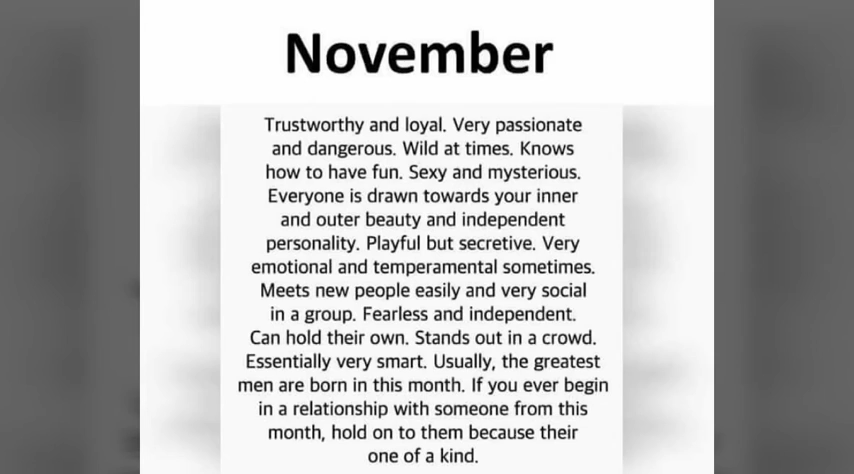 November
Trustworthy and loyal. Very passionate
and dangerous. Wild at times. Knows
how to have fun. Sexy and mysterious.
Everyone is drawn towards your inner
and outer beauty and independent
personality. Playful but secretive. Very
emotional and temperamental sometimes.
Meets new people easily and very social
in a group. Fearless and independent.
Can hold their own. Stands out in a crowd.
Essentially very smart. Usually, the greatest
men are born in this month. If you ever begin
in a relationship with someone from this
month, hold on to them because their
one of a kind.